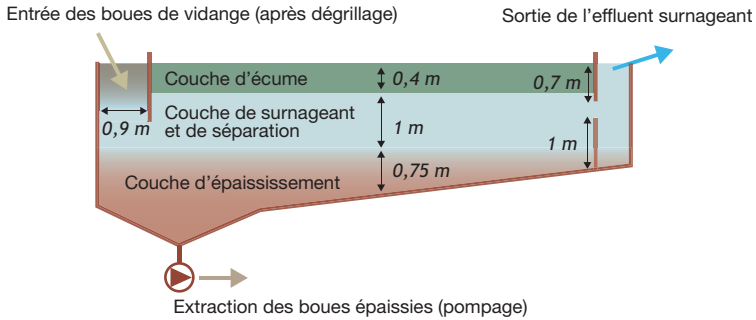 Entrée des boues de vidange (après dégrillage)
Sortie de l’effluent surnageant
Couche d’écume
0,4 m
0,7 m
0,9 m
Couche de surnageant
et de séparation
1 m
1 m
Couche d’épaississement
0,75 m
Extraction des boues épaissies (pompage)